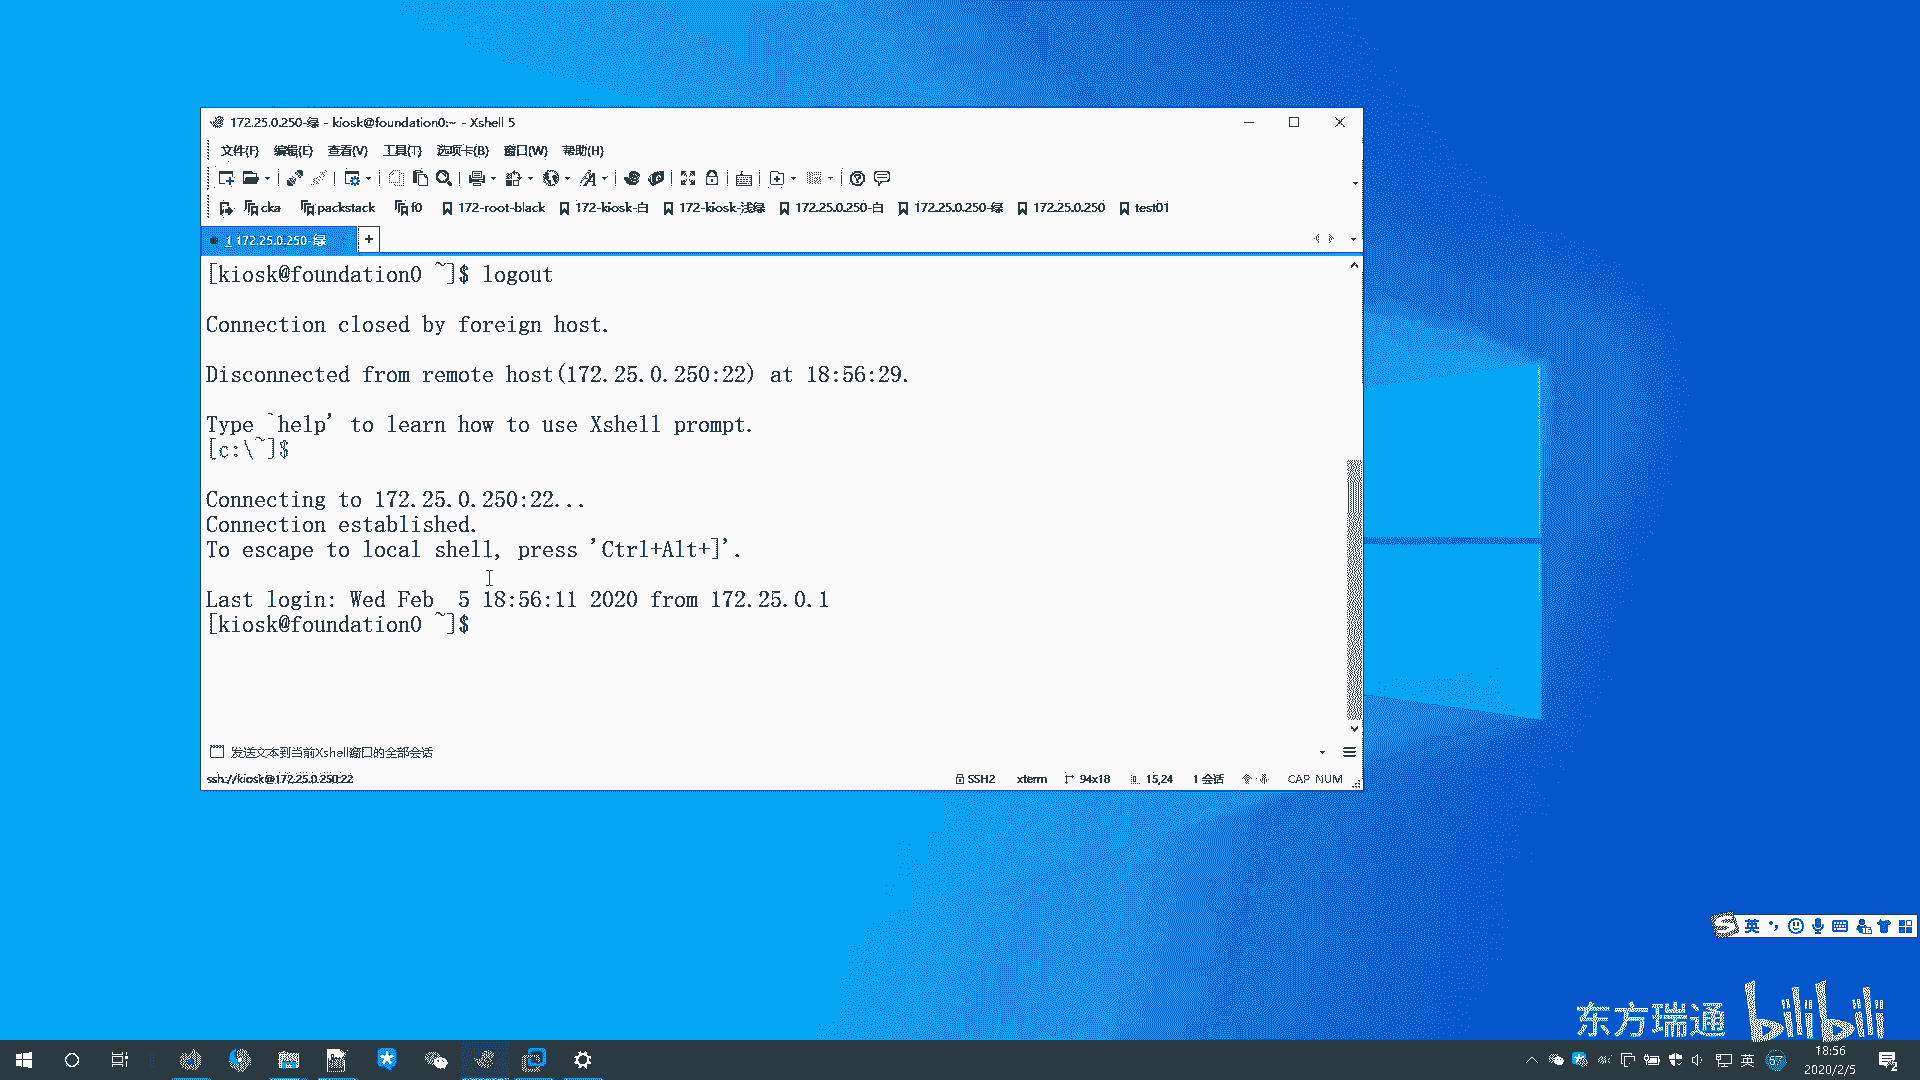 172.25.0.250-绿 - kiosk@foundation0:~ - Xshell 5
文件(F) 编辑(E) 查看(V) 工具(T) 选项卡(B) 窗口(W) 帮助(H)
cka packstack f0 172-root-black 172-kiosk-白 172-kiosk-浅绿 172.25.0.250-白 172.25.0.250-绿 172.25.0.250 test01
1 172.25.0.250-绿 +
[kiosk@foundation0 ~]$ logout
Connection closed by foreign host.
Disconnected from remote host(172.25.0.250:22) at 18:56:29.
Type `help' to learn how to use Xshell prompt.
[c:\~]$
Connecting to 172.25.0.250:22...
Connection established.
To escape to local shell, press 'Ctrl+Alt+]'.
Last login: Wed Feb  5 18:56:11 2020 from 172.25.0.1
[kiosk@foundation0 ~]$
发送文本到当前Xshell窗口的全部会话
ssh://kiosk@172.25.0.250:22 SSH2 xterm 94x18 15,24 1 会话 CAP NUM
英
东方瑞通 bilibili
英 67 18:56
2020/2/5
2